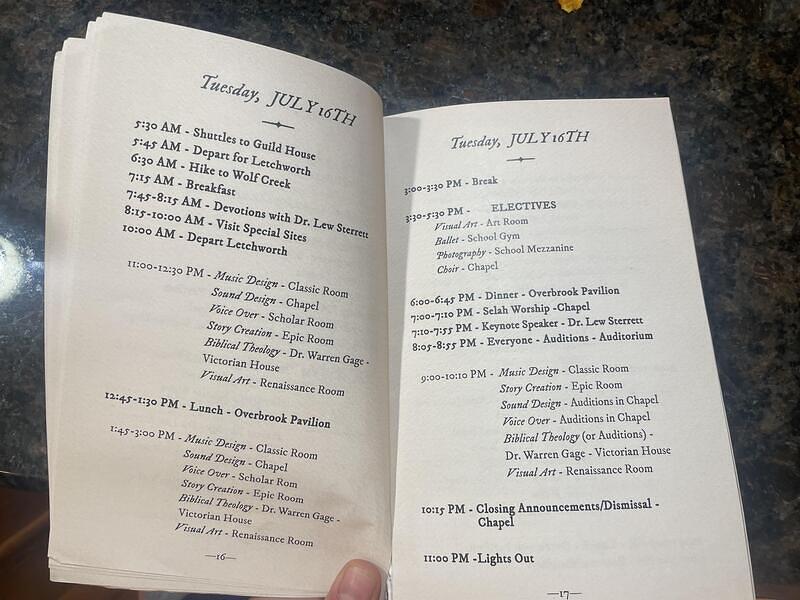 Tuesday, JULY 16TH
5:30 AM - Shuttles to Guild House
5:45 AM - Depart for Letchworth
6:30 AM - Hike to Wolf Creek
7:15 AM - Breakfast
7:45-8:15 AM - Devotions with Dr. Lew Sterrett
8:15-10:00 AM - Visit Special Sites
10:00 AM - Depart Letchworth
11:00-12:30 PM - Music Design - Classic Room
Sound Design - Chapel
Voice Over - Scholar Room
Story Creation - Epic Room
Biblical Theology - Dr. Warren Gage -
Victorian House
Visual Art - Renaissance Room
12:45-1:30 PM - Lunch - Overbrook Pavilion
1:45-3:00 PM - Music Design - Classic Room
Sound Design - Chapel
Voice Over - Scholar Rom
Story Creation - Epic Room
Biblical Theology - Dr. Warren Gage -
Victorian House
Visual Art - Renaissance Room
—16—
Tuesday, JULY 16TH
3:00-3:30 PM - Break
3:30-5:30 PM - ELECTIVES
Visual Art - Art Room
Ballet - School Gym
Photography - School Mezzanine
Choir - Chapel
6:00-6:45 PM - Dinner - Overbrook Pavilion
7:00-7:10 PM - Selah Worship -Chapel
7:10-7:55 PM - Keynote Speaker - Dr. Lew Sterrett
8:05-8:55 PM - Everyone - Auditions - Auditorium
9:00-10:10 PM - Music Design - Classic Room
Story Creation - Epic Room
Sound Design - Auditions in Chapel
Voice Over - Auditions in Chapel
Biblical Theology (or Auditions) -
Dr. Warren Gage - Victorian House
Visual Art - Renaissance Room
10:15 PM - Closing Announcements/Dismissal -
Chapel
11:00 PM -Lights Out
—17—